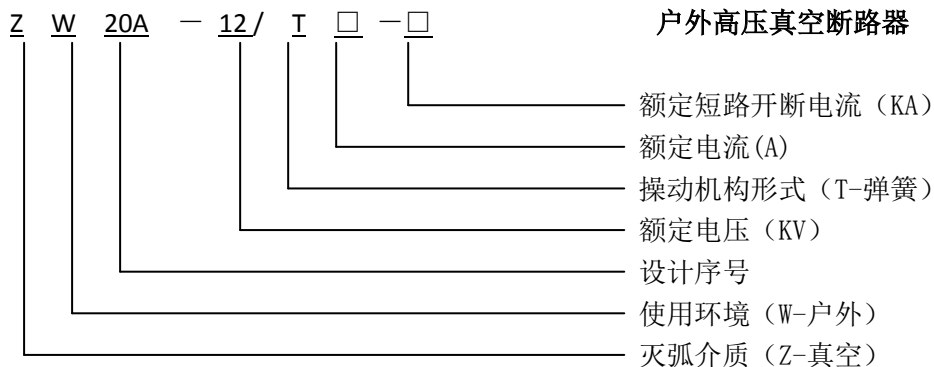 Z W 20A － 12/ T □ －□ 户外高压真空断路器
额定短路开断电流（KA）
额定电流(A)
操动机构形式（T-弹簧）
额定电压（KV）
设计序号
使用环境（W-户外）
灭弧介质（Z-真空）